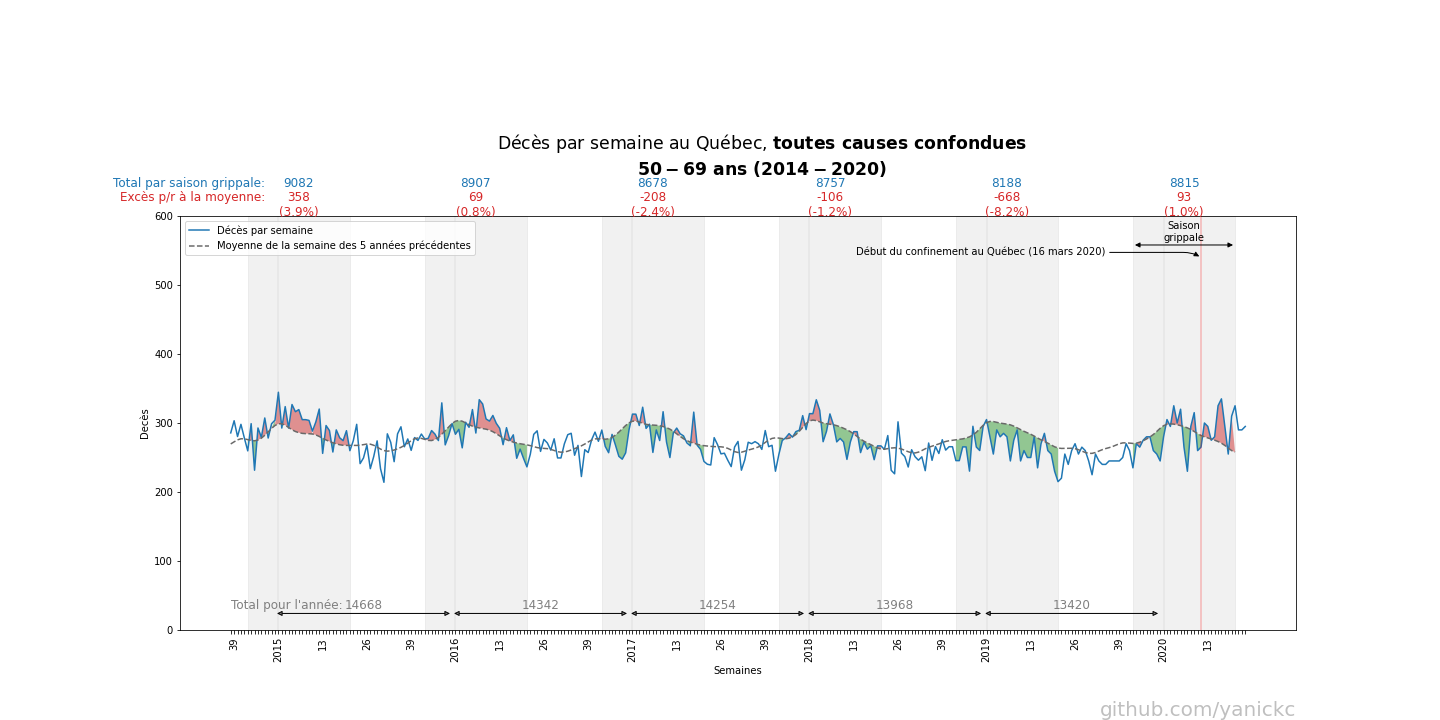 Décès par semaine au Québec, toutes causes confondues
50 – 69 ans (2014 – 2020)
Total par saison grippale: 9082 8907 8678 8757 8188 8815
Excès p/r à la moyenne: 358 69 -208 -106 -668 93
(3.9%) (0.8%) (-2.4%) (-1.2%) (-8.2%) (1.0%)
600
Décès par semaine
Moyenne de la semaine des 5 années précédentes
Saison
grippale
Début du confinement au Québec (16 mars 2020)
500
400
300
200
100
0
Decès
Total pour l'année: 14668 14342 14254 13968 13420
39 2015 13 26 39 2016 13 26 39 2017 13 26 39 2018 13 26 39 2019 13 26 39 2020 13
Semaines
github.com/yanickc